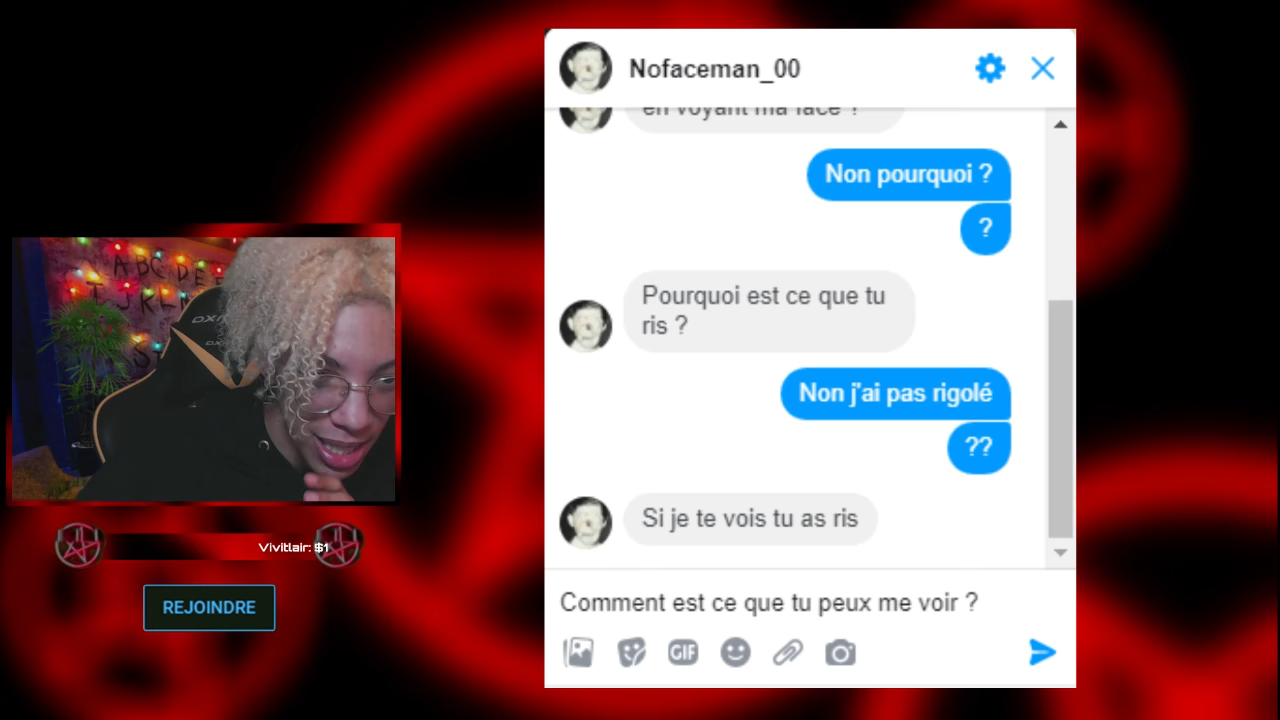 Nofaceman_00
en voyant ma face ?
Non pourquoi ?
?
Pourquoi est ce que tu
ris ?
Non j'ai pas rigolé
??
Si je te vois tu as ris
Comment est ce que tu peux me voir ?
GIF
A B C D E
J K L
Vivitlair: $1
REJOINDRE